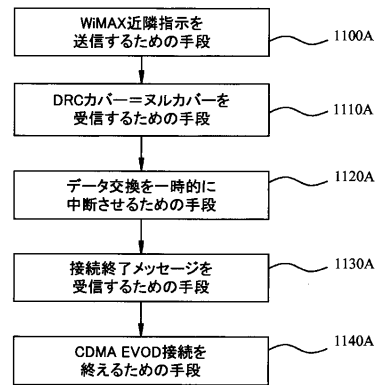 WiMAX近隣指示を
送信するための手段
1100A
DRCカバー＝ヌルカバーを
受信するための手段
1110A
データ交換を一時的に
中断させるための手段
1120A
接続終了メッセージを
受信するための手段
1130A
CDMA EVOD接続を
終えるための手段
1140A